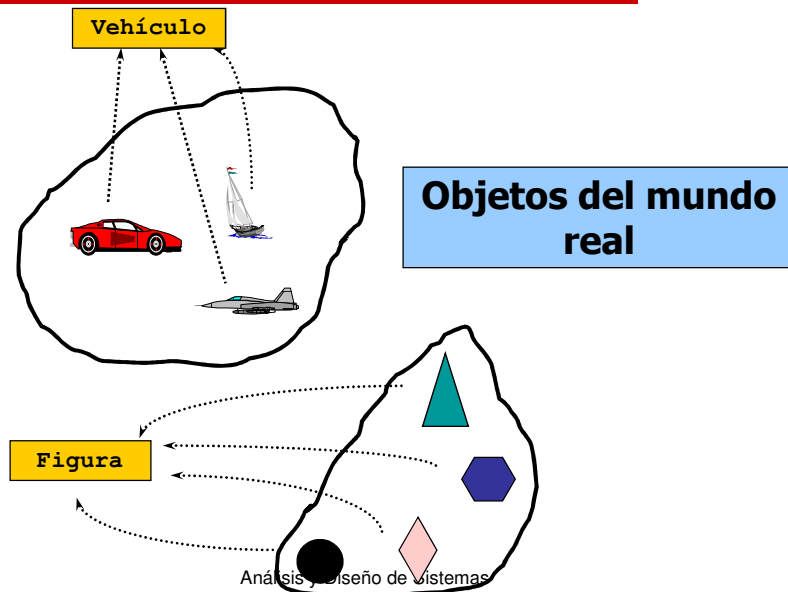 Vehículo
Objetos del mundo
real
Figura
Análisis y Diseño de Sistemas